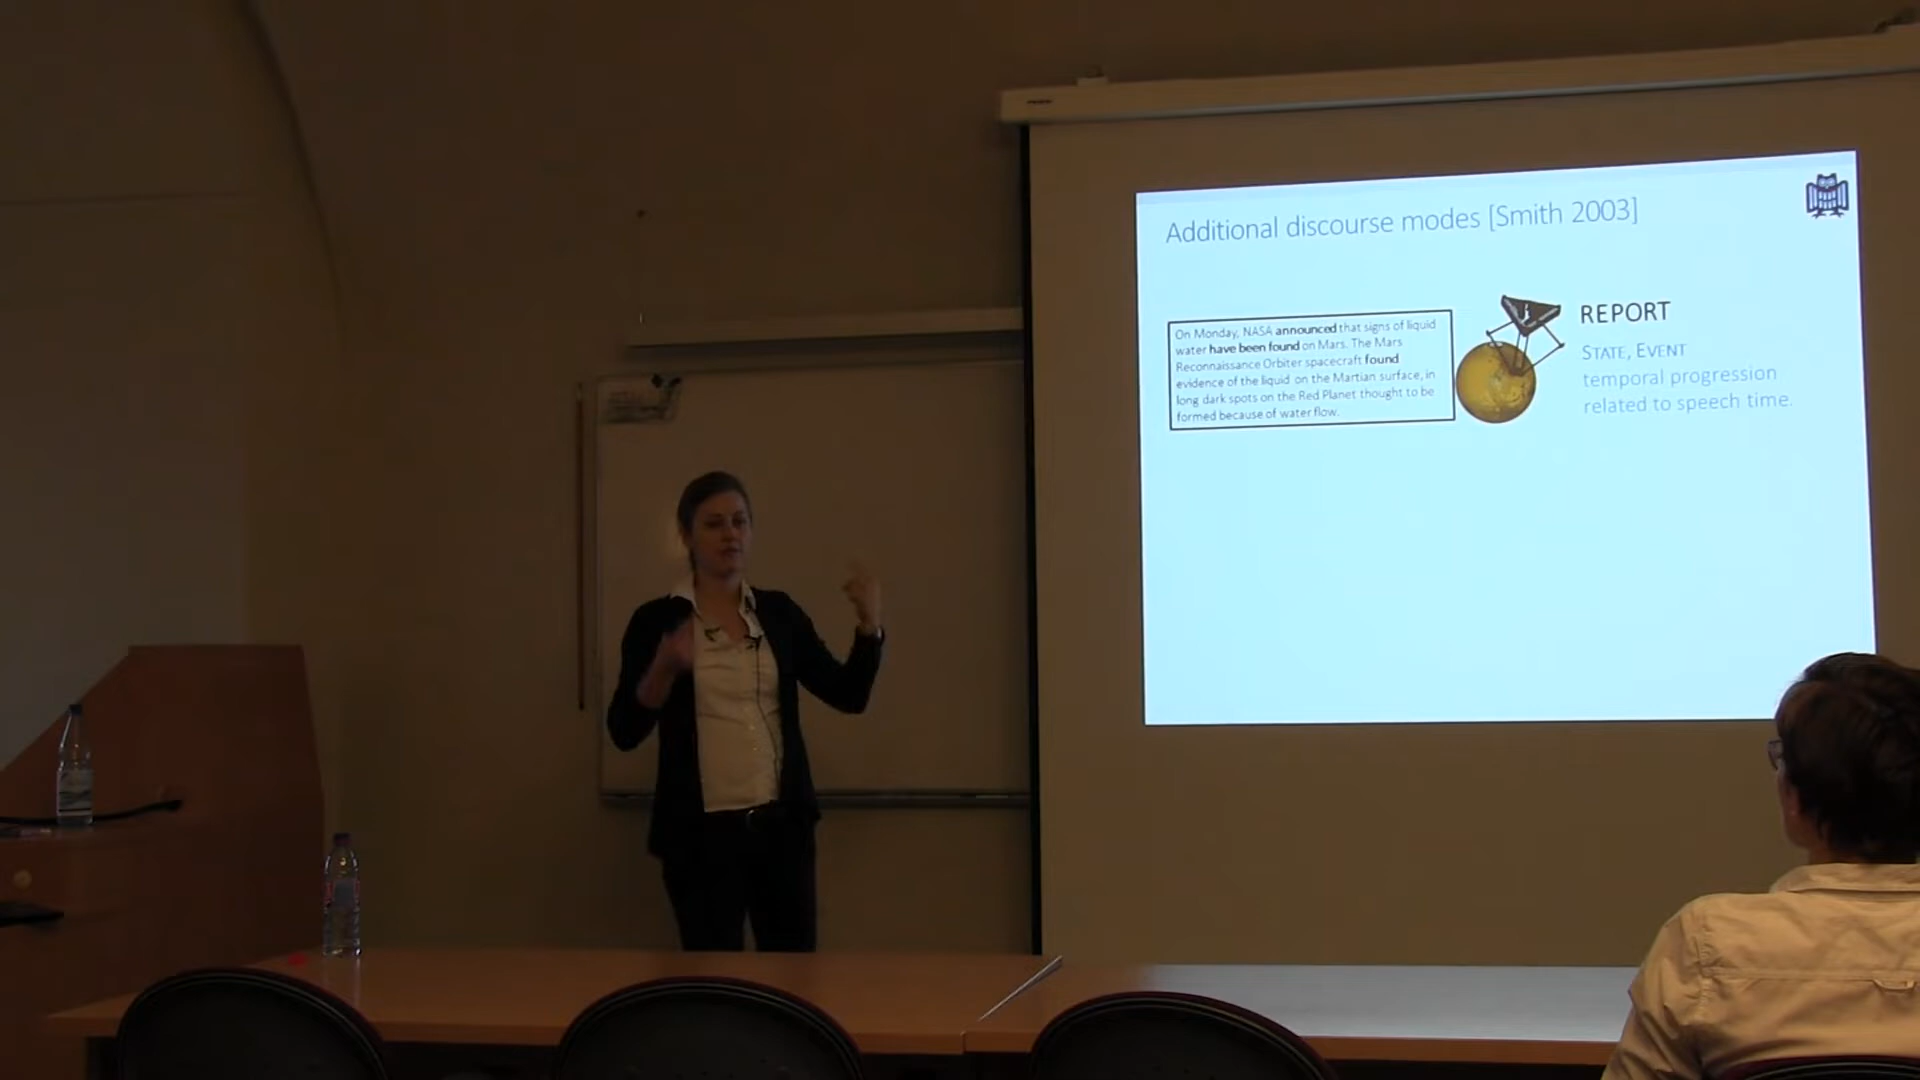 Additional discourse modes [Smith 2003]
On Monday, NASA announced that signs of liquid
water have been found on Mars. The Mars
Reconnaissance Orbiter spacecraft found
evidence of the liquid on the Martian surface, in
long dark spots on the Red Planet thought to be
formed because of water flow.
REPORT
STATE, EVENT
temporal progression
related to speech time.